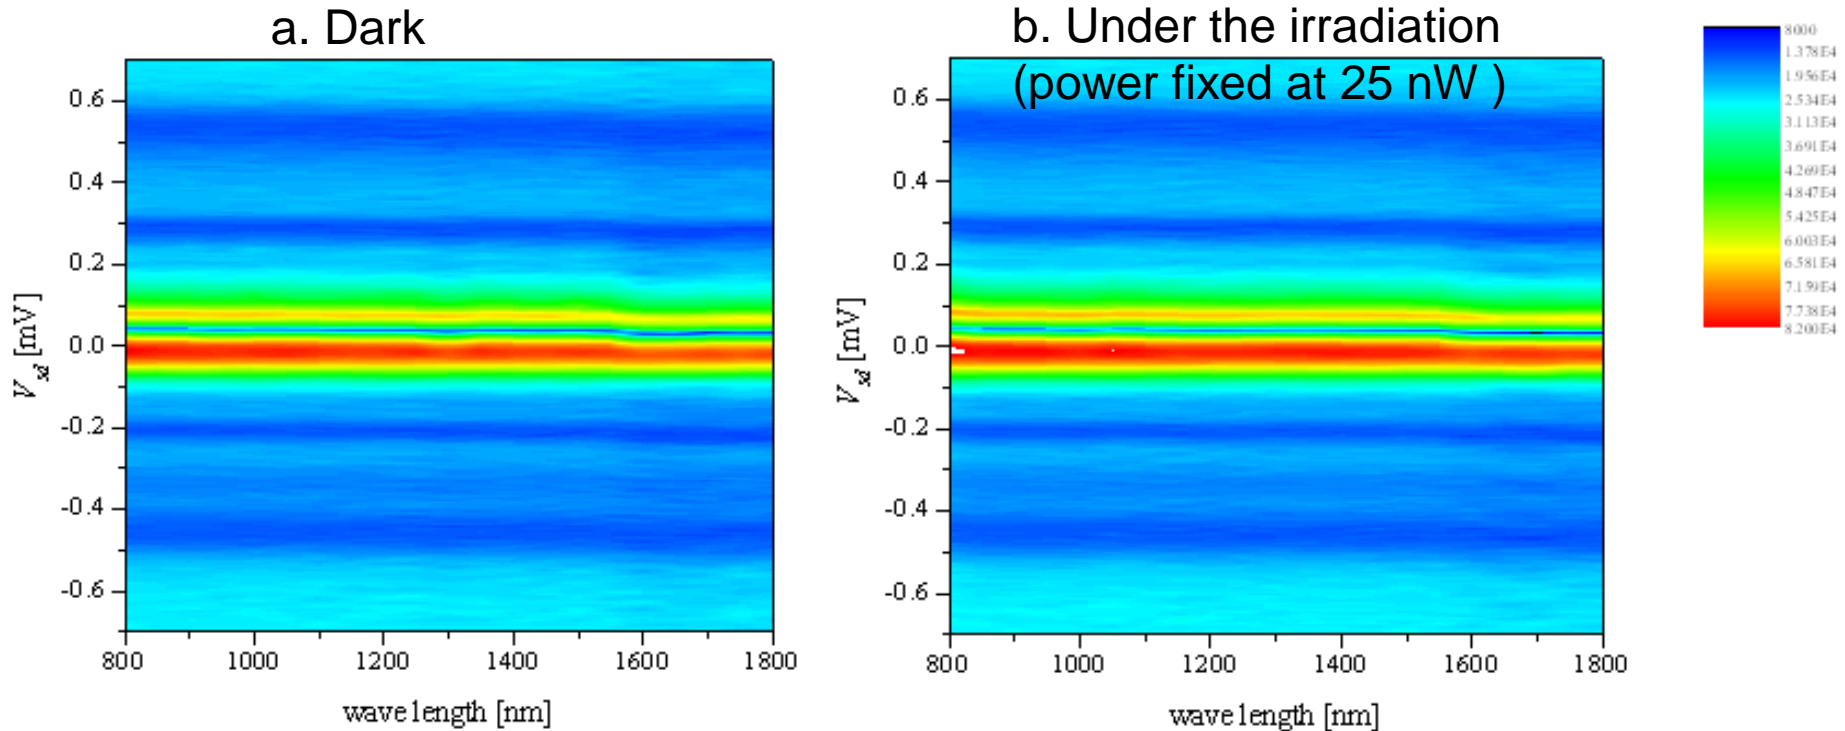 a. Dark
0.6
0.4
0.2
0.0
-0.2
-0.4
-0.6
V_sd [mV]
800 1000 1200 1400 1600 1800
wave length [nm]
b. Under the irradiation
(power fixed at 25 nW )
0.6
0.4
0.2
0.0
-0.2
-0.4
-0.6
V_sd [mV]
800 1000 1200 1400 1600 1800
wave length [nm]
8000
1.378E4
1.956E4
2.534E4
3.113E4
3.691E4
4.269E4
4.847E4
5.425E4
6.003E4
6.581E4
7.159E4
7.738E4
8.200E4